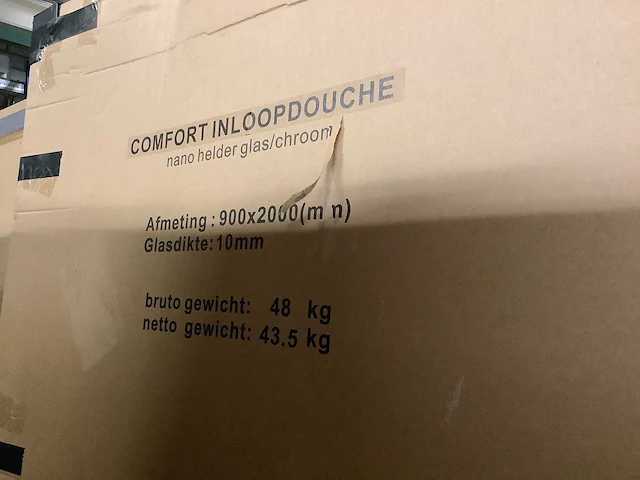 COMFORT INLOOPDOUCHE
nano helder glas/chroom
Afmeting : 900x2000(m n)
Glasdikte: 10mm
bruto gewicht: 48 kg
netto gewicht: 43.5 kg